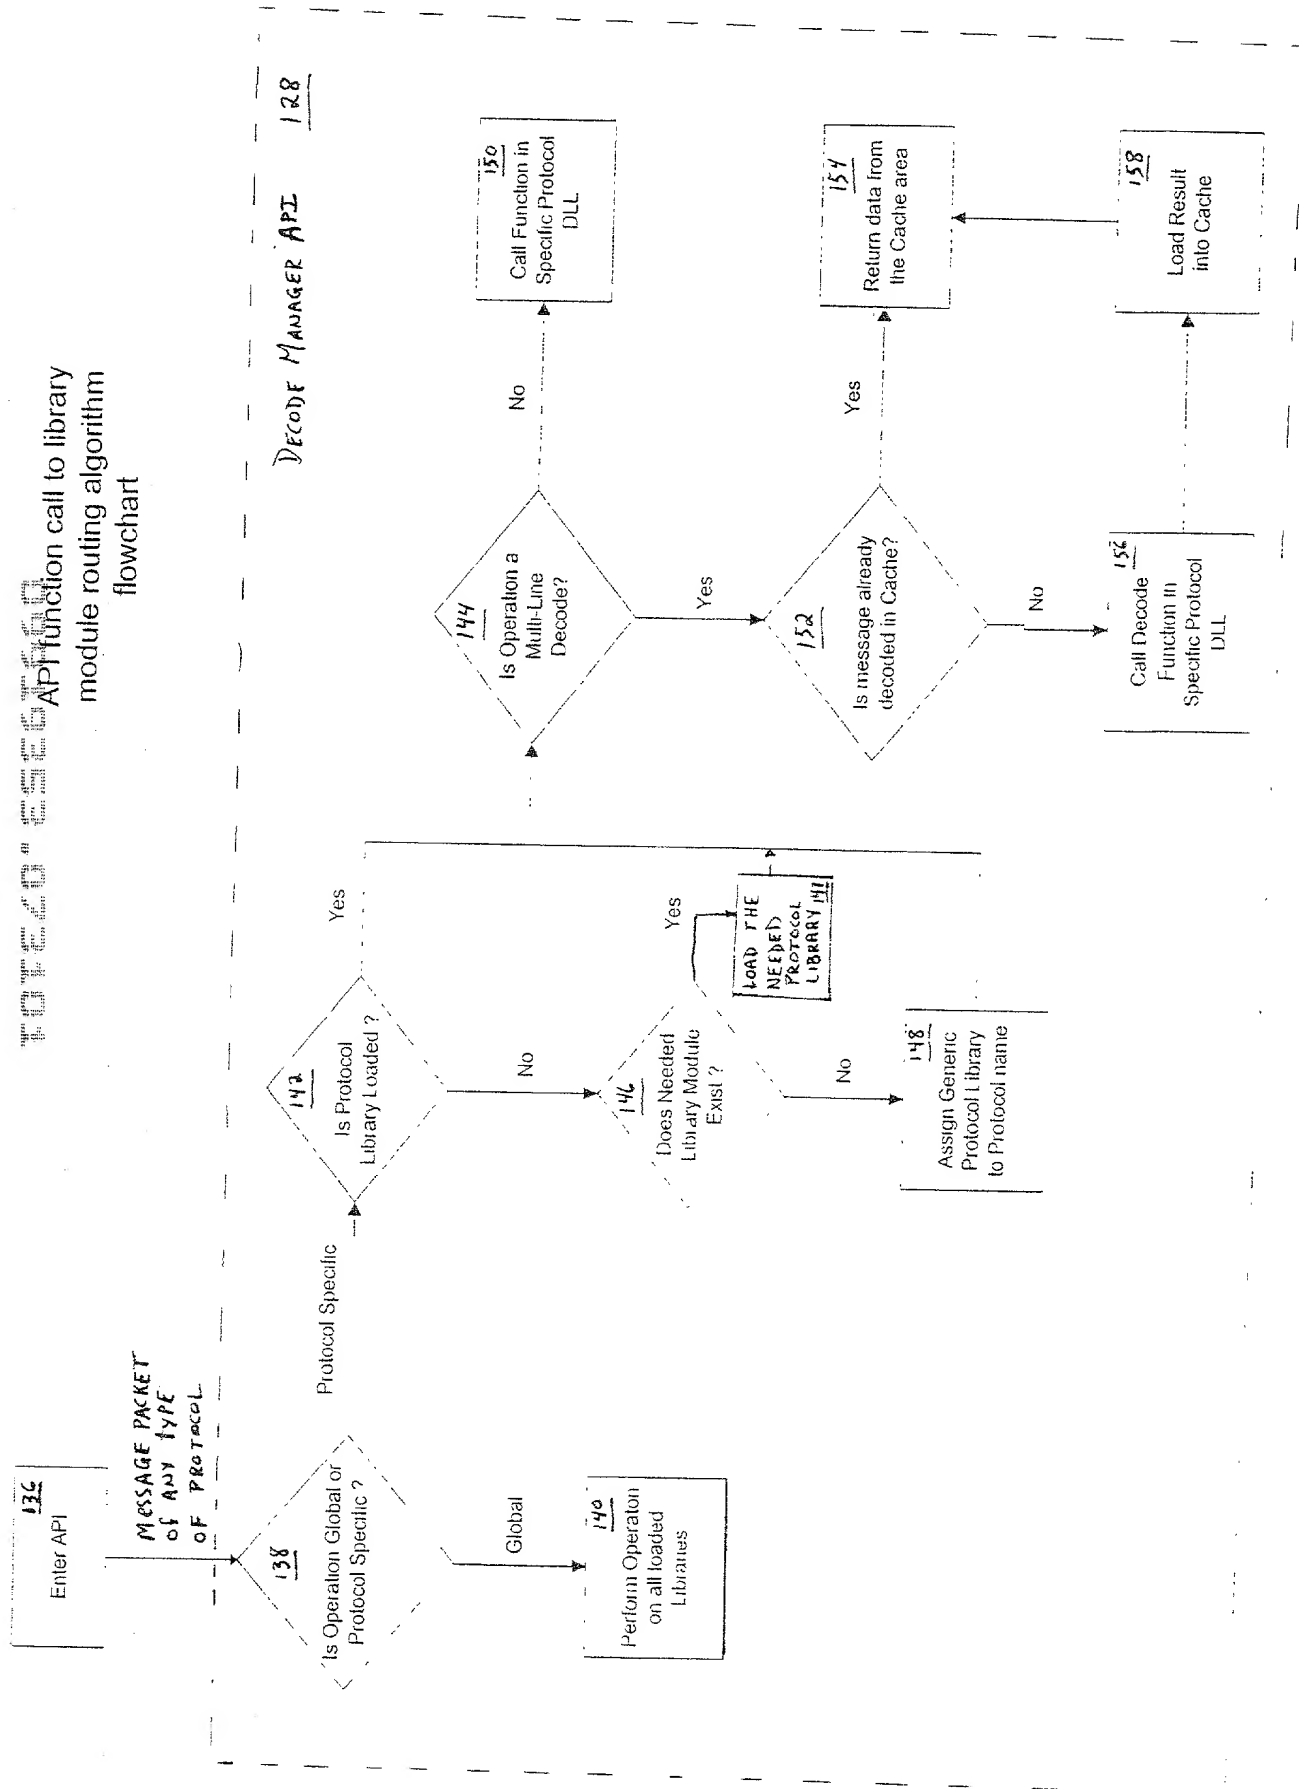 API function call to library
module routing algorithm
flowchart
DECODE MANAGER API 128
136
Enter API
MESSAGE PACKET
OF ANY TYPE
OF PROTOCOL
138
Is Operation Global or
Protocol Specific ?
Global
140
Perform Operaton
on all loaded
Libraries
Protocol Specific
142
Is Protocol
Library Loaded ?
Yes
No
146
Does Needed
Library Module
Exist ?
Yes
LOAD THE
NEEDED
PROTOCOL
LIBRARY
No
148
Assign Generic
Protocol Library
to Protocol name
144
Is Operation a
Multi-Line
Decode?
No
150
Call Function in
Specific Protocol
DLL
Yes
152
Is message already
decoded in Cache?
Yes
154
Return data from
the Cache area
No
156
Call Decode
Function in
Specific Protocol
DLL
158
Load Result
into Cache